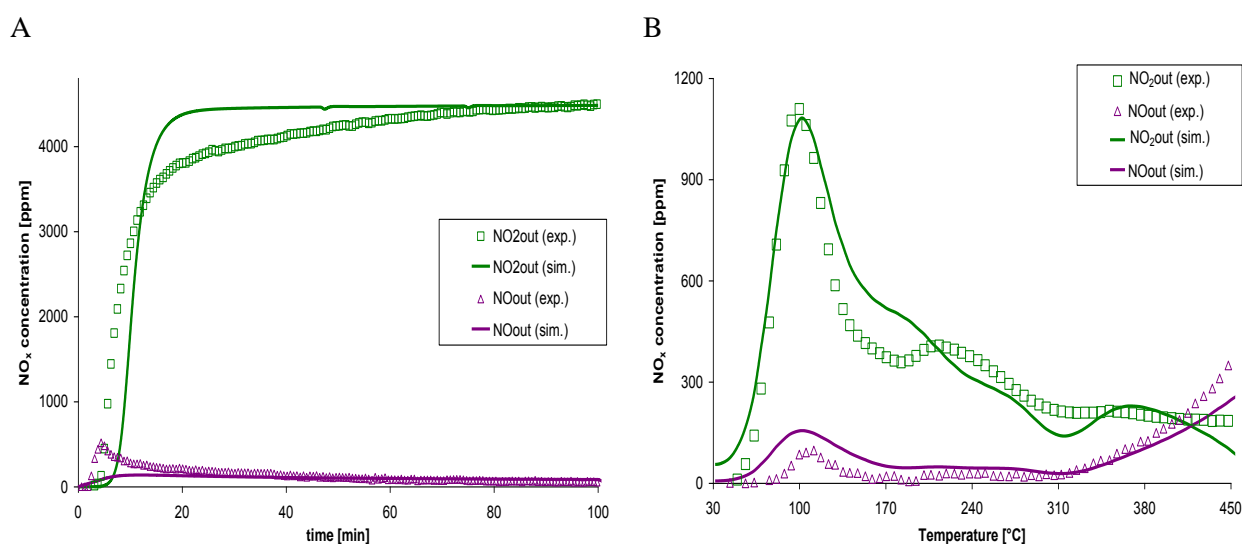 A
B
NOₓ concentration [ppm]
4000
3000
2000
1000
0
0
20
40
60
80
100
time [min]
NO2out (exp.)
NO2out (sim.)
NOout (exp.)
NOout (sim.)
NOₓ concentration [ppm]
1200
900
600
300
0
30
100
170
240
310
380
450
Temperature [°C]
NO₂out (exp.)
NOout (exp.)
NO₂out (sim.)
NOout (sim.)